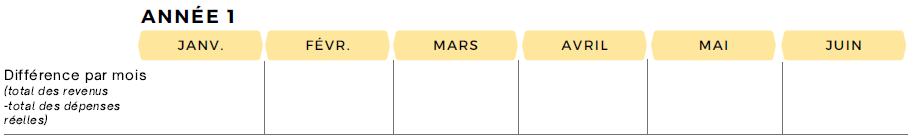 ANNÉE 1
JANV. FÉVR. MARS AVRIL MAI JUIN
Différence par mois
(total des revenus
-total des dépenses
réelles)